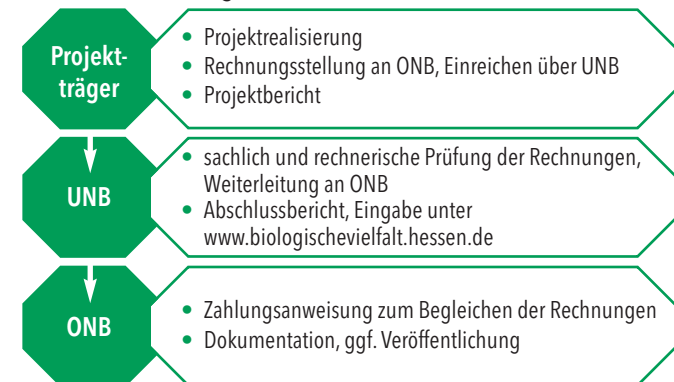 Projekt-
träger
• Projektrealisierung
• Rechnungsstellung an ONB, Einreichen über UNB
• Projektbericht
UNB
• sachlich und rechnerische Prüfung der Rechnungen,
Weiterleitung an ONB
• Abschlussbericht, Eingabe unter
www.biologischevielfalt.hessen.de
ONB
• Zahlungsanweisung zum Begleichen der Rechnungen
• Dokumentation, ggf. Veröffentlichung